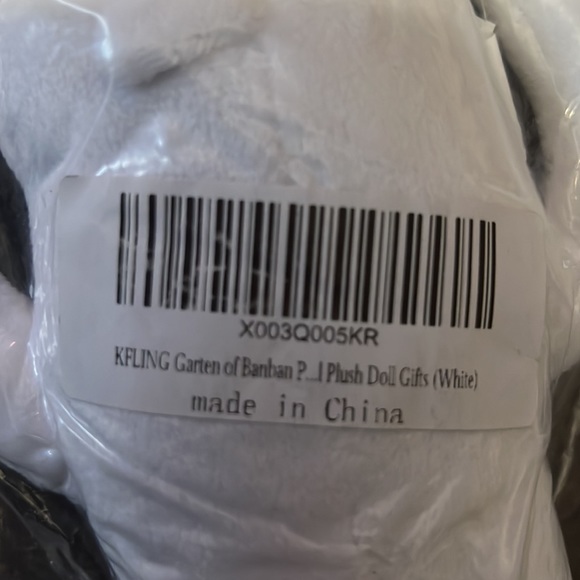 X003Q005KR
KFLING Garten of Banban P...l Plush Doll Gifts (White)
made in China